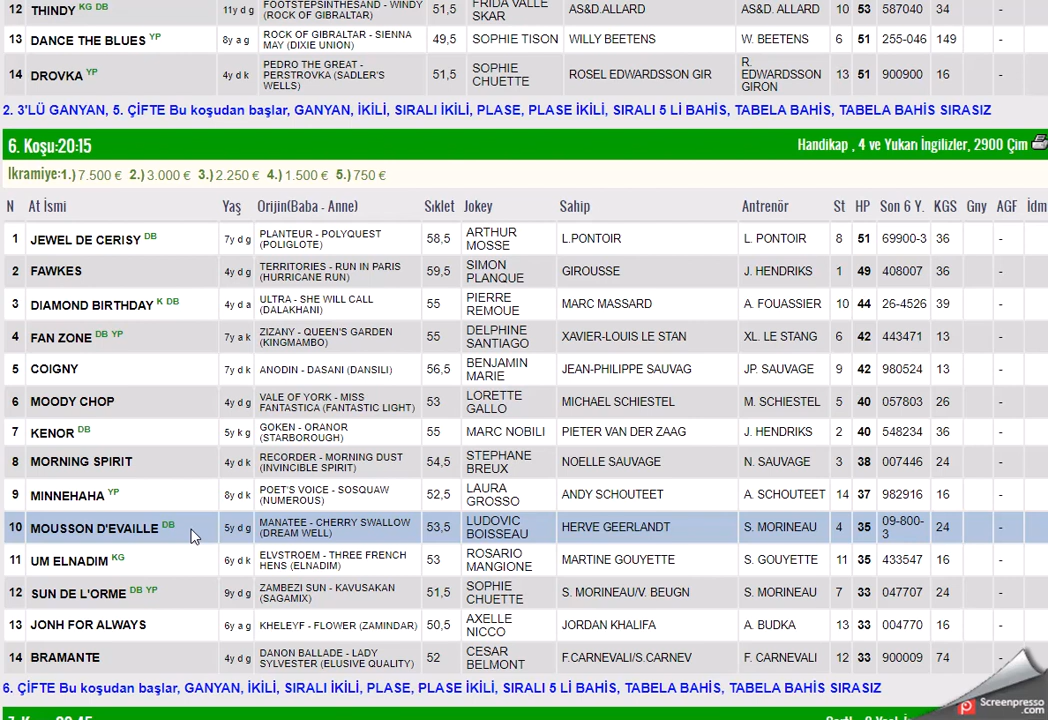 12 THINDY KG DB 11y d g FOOTSTEPSINTHESAND - WINDY (ROCK OF GIBRALTAR) 51,5 FRIDA VALLE SKAR AS&D.ALLARD AS&D. ALLARD 10 53 587040 34 -
13 DANCE THE BLUES YP 8y a g ROCK OF GIBRALTAR - SIENNA MAY (DIXIE UNION) 49,5 SOPHIE TISON WILLY BEETENS W. BEETENS 6 51 255-046 149 -
14 DROVKA YP 4y d k PEDRO THE GREAT - PERSTROVKA (SADLER'S WELLS) 51,5 SOPHIE CHUETTE ROSEL EDWARDSSON GIR R. EDWARDSSON GIRON 13 51 900900 16 -
2. 3'LÜ GANYAN, 5. ÇİFTE Bu koşudan başlar, GANYAN, İKİLİ, SIRALI İKİLİ, PLASE, PLASE İKİLİ, SIRALI 5 Lİ BAHİS, TABELA BAHİS, TABELA BAHİS SIRASIZ
6. Koşu:20:15 Handikap , 4 ve Yukarı İngilizler, 2900 Çim
İkramiye:1.) 7.500 € 2.) 3.000 € 3.) 2.250 € 4.) 1.500 € 5.) 750 €
N At İsmi Yaş Orijin(Baba - Anne) Sıklet Jokey Sahip Antrenör St HP Son 6 Y. KGS Gny AGF İdm
1 JEWEL DE CERISY DB 7y d g PLANTEUR - POLYQUEST (POLIGLOTE) 58,5 ARTHUR MOSSE L.PONTOIR L. PONTOIR 8 51 69900-3 36 -
2 FAWKES 4y d g TERRITORIES - RUN IN PARIS (HURRICANE RUN) 59,5 SIMON PLANQUE GIROUSSE J. HENDRIKS 1 49 408007 36 -
3 DIAMOND BIRTHDAY K DB 4y d a ULTRA - SHE WILL CALL (DALAKHANI) 55 PIERRE REMOUE MARC MASSARD A. FOUASSIER 10 44 26-4526 39 -
4 FAN ZONE DB YP 7y a k ZIZANY - QUEEN'S GARDEN (KINGMAMBO) 55 DELPHINE SANTIAGO XAVIER-LOUIS LE STAN XL. LE STANG 6 42 443471 13 -
5 COIGNY 7y d k ANODIN - DASANI (DANSILI) 56,5 BENJAMIN MARIE JEAN-PHILIPPE SAUVAG JP. SAUVAGE 9 42 980524 13 -
6 MOODY CHOP 4y d g VALE OF YORK - MISS FANTASTICA (FANTASTIC LIGHT) 53 LORETTE GALLO MICHAEL SCHIESTEL M. SCHIESTEL 5 40 057803 26 -
7 KENOR DB 5y k g GOKEN - ORANOR (STARBOROUGH) 55 MARC NOBILI PIETER VAN DER ZAAG J. HENDRIKS 2 40 548234 36 -
8 MORNING SPIRIT 4y d k RECORDER - MORNING DUST (INVINCIBLE SPIRIT) 54,5 STEPHANE BREUX NOELLE SAUVAGE N. SAUVAGE 3 38 007446 24 -
9 MINNEHAHA YP 8y d k POET'S VOICE - SOSQUAW (NUMEROUS) 52,5 LAURA GROSSO ANDY SCHOUTEET A. SCHOUTEET 14 37 982916 16 -
10 MOUSSON D'EVAILLE DB 5y d g MANATEE - CHERRY SWALLOW (DREAM WELL) 53,5 LUDOVIC BOISSEAU HERVE GEERLANDT S. MORINEAU 4 35 09-800-3 24 -
11 UM ELNADIM KG 6y d k ELVSTROEM - THREE FRENCH HENS (ELNADIM) 53 ROSARIO MANGIONE MARTINE GOUYETTE S. GOUYETTE 11 35 433547 16 -
12 SUN DE L'ORME DB YP 9y d g ZAMBEZI SUN - KAVUSAKAN (SAGAMIX) 51,5 SOPHIE CHUETTE S. MORINEAU/V. BEUGN S. MORINEAU 7 33 047707 24 -
13 JONH FOR ALWAYS 6y a g KHELEYF - FLOWER (ZAMINDAR) 50,5 AXELLE NICCO JORDAN KHALIFA A. BUDKA 13 33 004770 16 -
14 BRAMANTE 4y d g DANON BALLADE - LADY SYLVESTER (ELUSIVE QUALITY) 52 CESAR BELMONT F.CARNEVALI/S.CARNEV F. CARNEVALI 12 33 900009 74 -
6. ÇİFTE Bu koşudan başlar, GANYAN, İKİLİ, SIRALI İKİLİ, PLASE, PLASE İKİLİ, SIRALI 5 Lİ BAHİS, TABELA BAHİS, TABELA BAHİS SIRASIZ
Screenpresso.com